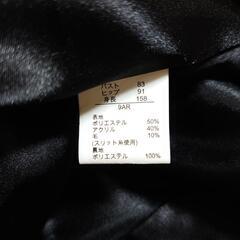 バスト 83
ヒップ 91
身長 158
9AR
表地
ポリエステル 50%
アクリル 40%
毛 10%
(スリット糸使用)
裏地
ポリエステル 100%